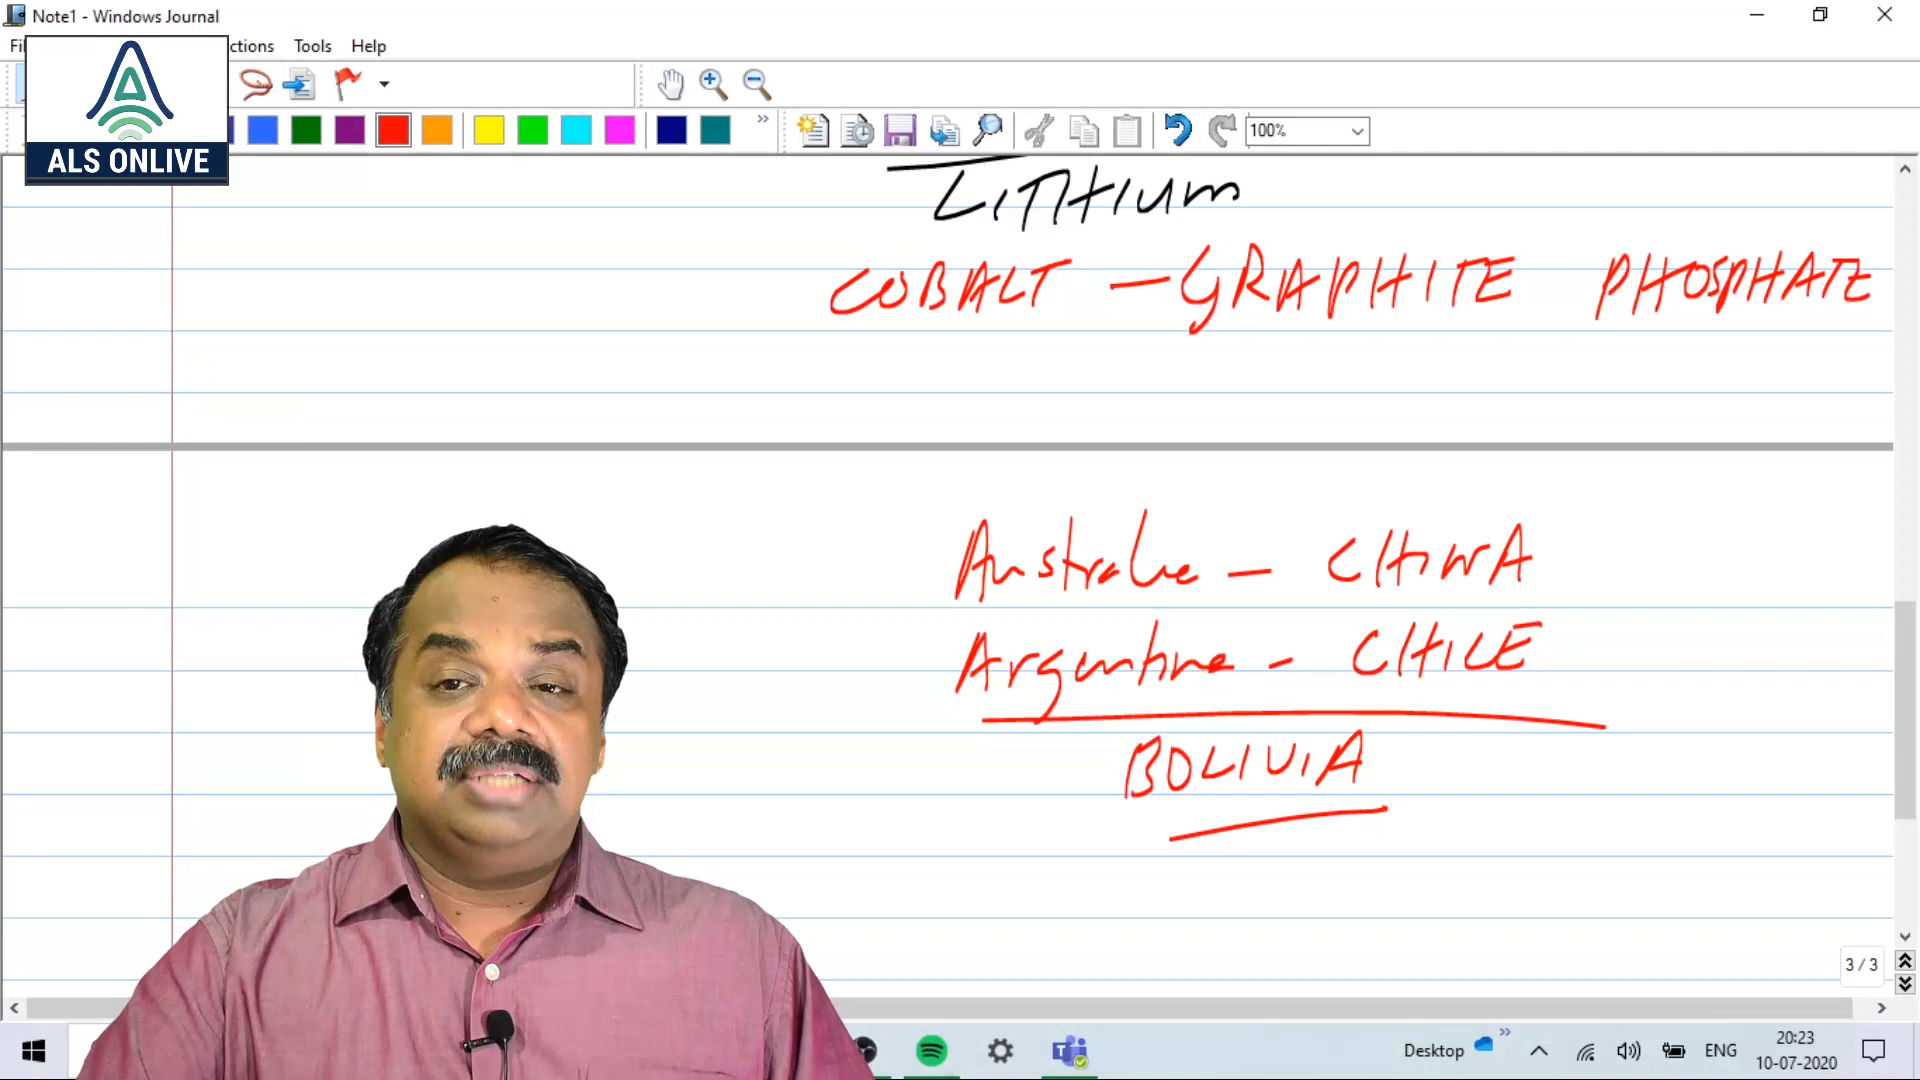 Note1 - Windows Journal
Tools Help
ALS ONLIVE
100%
LITHIUM
COBALT - GRAPHITE PHOSPHATE
Australia - CHINA
Argentina - CHILE
BOLIVIA
3 / 3
Desktop
ENG
20:23
10-07-2020